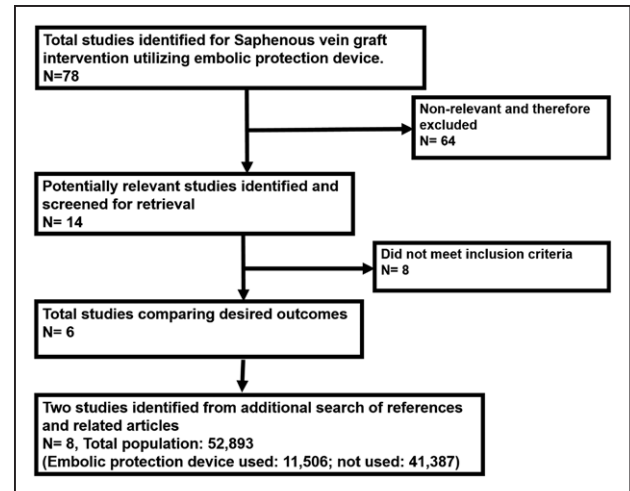 Total studies identified for Saphenous vein graft
intervention utilizing embolic protection device.
N=78
Non-relevant and therefore
excluded
N= 64
Potentially relevant studies identified and
screened for retrieval
N= 14
Did not meet inclusion criteria
N= 8
Total studies comparing desired outcomes
N= 6
Two studies identified from additional search of references
and related articles
N= 8, Total population: 52,893
(Embolic protection device used: 11,506; not used: 41,387)